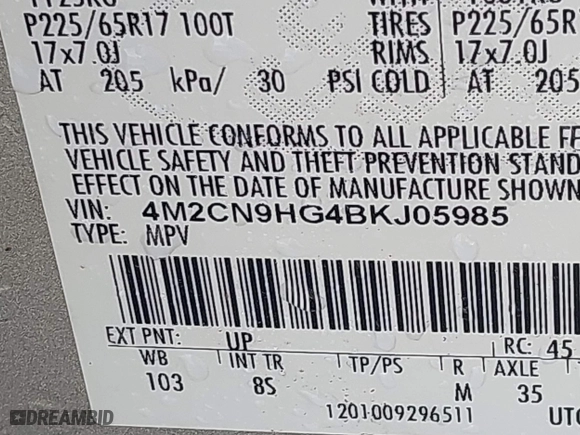 P225/65R17 100T TIRES P225/65R
17x7.0J RIMS 17x7.0J
AT 205 kPa/ 30 PSI COLD AT 205
THIS VEHICLE CONFORMS TO ALL APPLICABLE FE
VEHICLE SAFETY AND THEFT PREVENTION STAND
EFFECT ON THE DATE OF MANUFACTURE SHOWN
VIN: 4M2CN9HG4BKJ05985
TYPE: MPV
EXT PNT: UP RC: 45
WB INT TR TP/PS R AXLE
103 8S M 35
1201009296511 UTC
DREAMBID